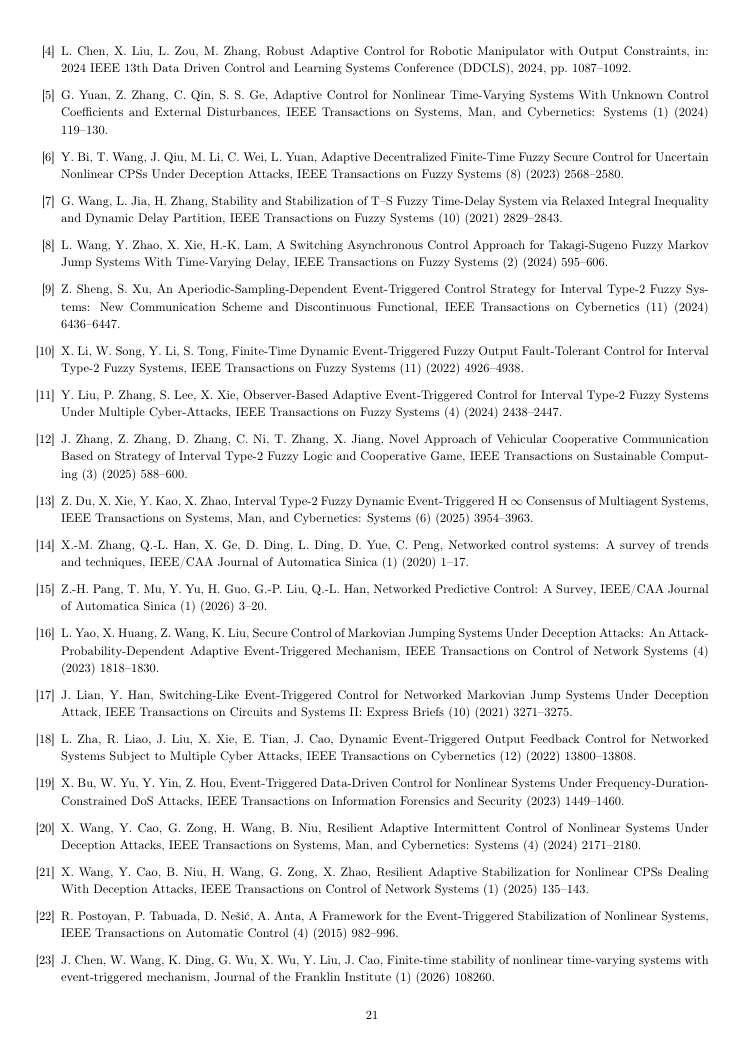 [4] L. Chen, X. Liu, L. Zou, M. Zhang, Robust Adaptive Control for Robotic Manipulator with Output Constraints, in:
2024 IEEE 13th Data Driven Control and Learning Systems Conference (DDCLS), 2024, pp. 1087–1092.
[5] G. Yuan, Z. Zhang, C. Qin, S. S. Ge, Adaptive Control for Nonlinear Time-Varying Systems With Unknown Control
Coefficients and External Disturbances, IEEE Transactions on Systems, Man, and Cybernetics: Systems (1) (2024)
119–130.
[6] Y. Bi, T. Wang, J. Qiu, M. Li, C. Wei, L. Yuan, Adaptive Decentralized Finite-Time Fuzzy Secure Control for Uncertain
Nonlinear CPSs Under Deception Attacks, IEEE Transactions on Fuzzy Systems (8) (2023) 2568–2580.
[7] G. Wang, L. Jia, H. Zhang, Stability and Stabilization of T–S Fuzzy Time-Delay System via Relaxed Integral Inequality
and Dynamic Delay Partition, IEEE Transactions on Fuzzy Systems (10) (2021) 2829–2843.
[8] L. Wang, Y. Zhao, X. Xie, H.-K. Lam, A Switching Asynchronous Control Approach for Takagi-Sugeno Fuzzy Markov
Jump Systems With Time-Varying Delay, IEEE Transactions on Fuzzy Systems (2) (2024) 595–606.
[9] Z. Sheng, S. Xu, An Aperiodic-Sampling-Dependent Event-Triggered Control Strategy for Interval Type-2 Fuzzy Sys-
tems: New Communication Scheme and Discontinuous Functional, IEEE Transactions on Cybernetics (11) (2024)
6436–6447.
[10] X. Li, W. Song, Y. Li, S. Tong, Finite-Time Dynamic Event-Triggered Fuzzy Output Fault-Tolerant Control for Interval
Type-2 Fuzzy Systems, IEEE Transactions on Fuzzy Systems (11) (2022) 4926–4938.
[11] Y. Liu, P. Zhang, S. Lee, X. Xie, Observer-Based Adaptive Event-Triggered Control for Interval Type-2 Fuzzy Systems
Under Multiple Cyber-Attacks, IEEE Transactions on Fuzzy Systems (4) (2024) 2438–2447.
[12] J. Zhang, Z. Zhang, D. Zhang, C. Ni, T. Zhang, X. Jiang, Novel Approach of Vehicular Cooperative Communication
Based on Strategy of Interval Type-2 Fuzzy Logic and Cooperative Game, IEEE Transactions on Sustainable Comput-
ing (3) (2025) 588–600.
[13] Z. Du, X. Xie, Y. Kao, X. Zhao, Interval Type-2 Fuzzy Dynamic Event-Triggered H ∞ Consensus of Multiagent Systems,
IEEE Transactions on Systems, Man, and Cybernetics: Systems (6) (2025) 3954–3963.
[14] X.-M. Zhang, Q.-L. Han, X. Ge, D. Ding, L. Ding, D. Yue, C. Peng, Networked control systems: A survey of trends
and techniques, IEEE/CAA Journal of Automatica Sinica (1) (2020) 1–17.
[15] Z.-H. Pang, T. Mu, Y. Yu, H. Guo, G.-P. Liu, Q.-L. Han, Networked Predictive Control: A Survey, IEEE/CAA Journal
of Automatica Sinica (1) (2026) 3–20.
[16] L. Yao, X. Huang, Z. Wang, K. Liu, Secure Control of Markovian Jumping Systems Under Deception Attacks: An Attack-
Probability-Dependent Adaptive Event-Triggered Mechanism, IEEE Transactions on Control of Network Systems (4)
(2023) 1818–1830.
[17] J. Lian, Y. Han, Switching-Like Event-Triggered Control for Networked Markovian Jump Systems Under Deception
Attack, IEEE Transactions on Circuits and Systems II: Express Briefs (10) (2021) 3271–3275.
[18] L. Zha, R. Liao, J. Liu, X. Xie, E. Tian, J. Cao, Dynamic Event-Triggered Output Feedback Control for Networked
Systems Subject to Multiple Cyber Attacks, IEEE Transactions on Cybernetics (12) (2022) 13800–13808.
[19] X. Bu, W. Yu, Y. Yin, Z. Hou, Event-Triggered Data-Driven Control for Nonlinear Systems Under Frequency-Duration-
Constrained DoS Attacks, IEEE Transactions on Information Forensics and Security (2023) 1449–1460.
[20] X. Wang, Y. Cao, G. Zong, H. Wang, B. Niu, Resilient Adaptive Intermittent Control of Nonlinear Systems Under
Deception Attacks, IEEE Transactions on Systems, Man, and Cybernetics: Systems (4) (2024) 2171–2180.
[21] X. Wang, Y. Cao, B. Niu, H. Wang, G. Zong, X. Zhao, Resilient Adaptive Stabilization for Nonlinear CPSs Dealing
With Deception Attacks, IEEE Transactions on Control of Network Systems (1) (2025) 135–143.
[22] R. Postoyan, P. Tabuada, D. Nešić, A. Anta, A Framework for the Event-Triggered Stabilization of Nonlinear Systems,
IEEE Transactions on Automatic Control (4) (2015) 982–996.
[23] J. Chen, W. Wang, K. Ding, G. Wu, X. Wu, Y. Liu, J. Cao, Finite-time stability of nonlinear time-varying systems with
event-triggered mechanism, Journal of the Franklin Institute (1) (2026) 108260.
21